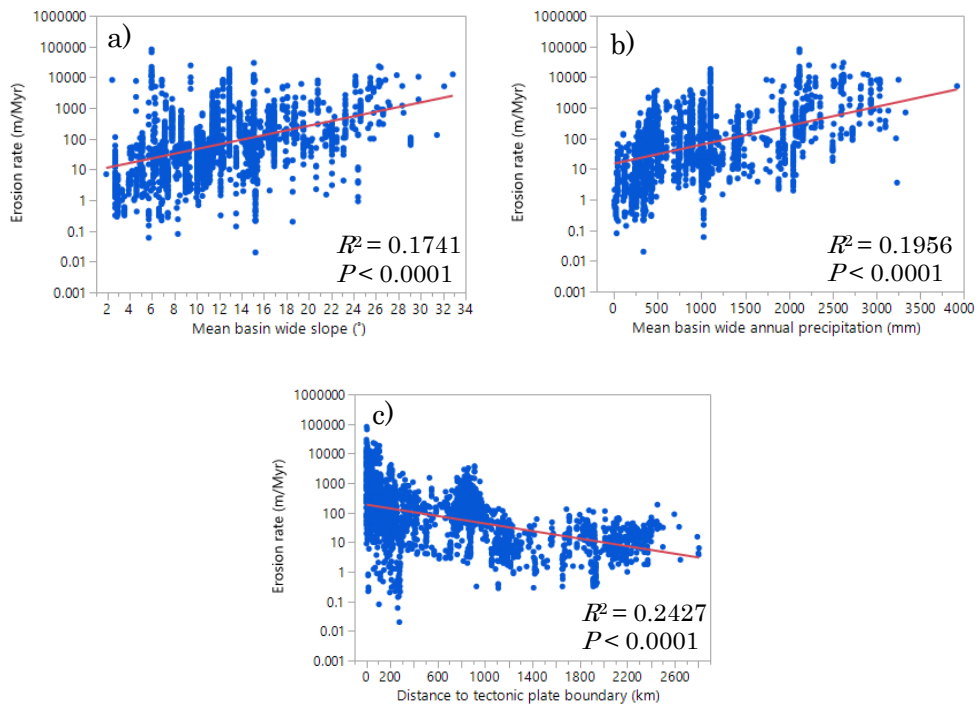 a)
Erosion rate (m/Myr)
1000000
100000
10000
1000
100
10
1
0.1
0.01
0.001
R² = 0.1741
P < 0.0001
2 4 6 8 10 12 14 16 18 20 22 24 26 28 30 32 34
Mean basin wide slope (°)
b)
Erosion rate (m/Myr)
1000000
100000
10000
1000
100
10
1
0.1
0.01
0.001
R² = 0.1956
P < 0.0001
0 500 1000 1500 2000 2500 3000 3500 4000
Mean basin wide annual precipitation (mm)
c)
Erosion rate (m/Myr)
1000000
100000
10000
1000
100
10
1
0.1
0.01
0.001
R² = 0.2427
P < 0.0001
0 200 600 1000 1400 1800 2200 2600
Distance to tectonic plate boundary (km)